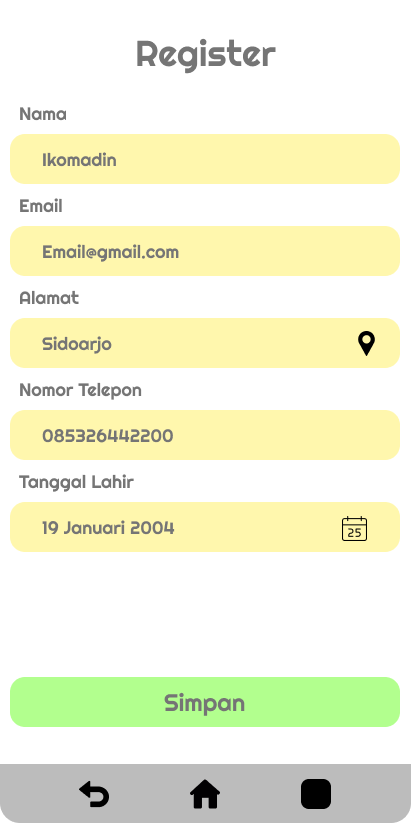 Register
Nama
Ikomadin
Email
Email@gmail.com
Alamat
Sidoarjo
Nomor Telepon
085326442200
Tanggal Lahir
19 Januari 2004
25
Simpan